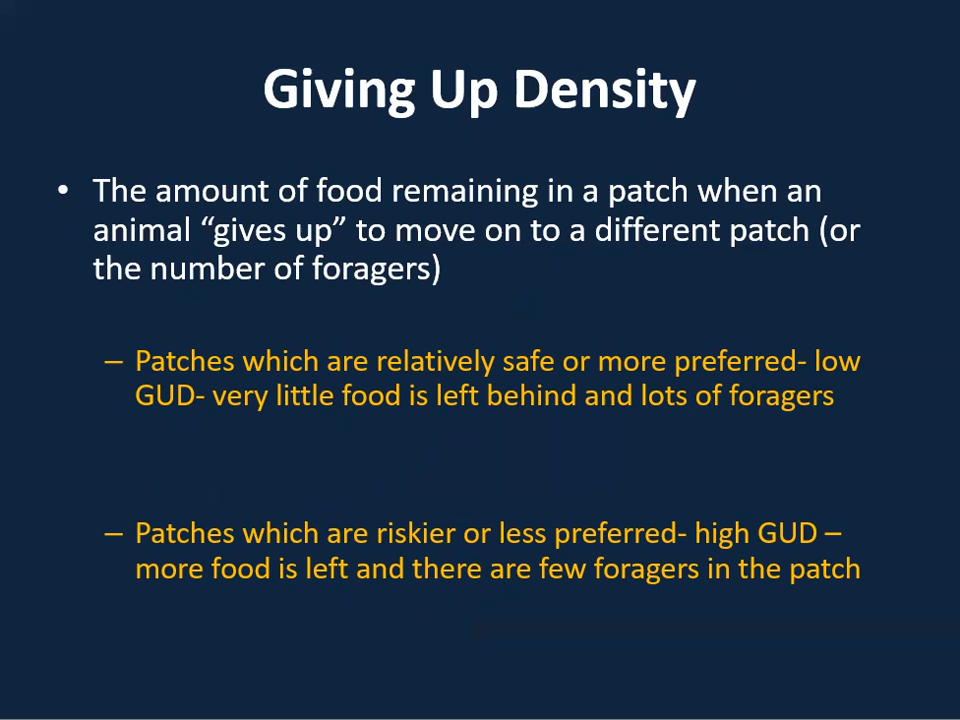 Giving Up Density
• The amount of food remaining in a patch when an
animal “gives up” to move on to a different patch (or
the number of foragers)
– Patches which are relatively safe or more preferred- low
GUD- very little food is left behind and lots of foragers
– Patches which are riskier or less preferred- high GUD –
more food is left and there are few foragers in the patch